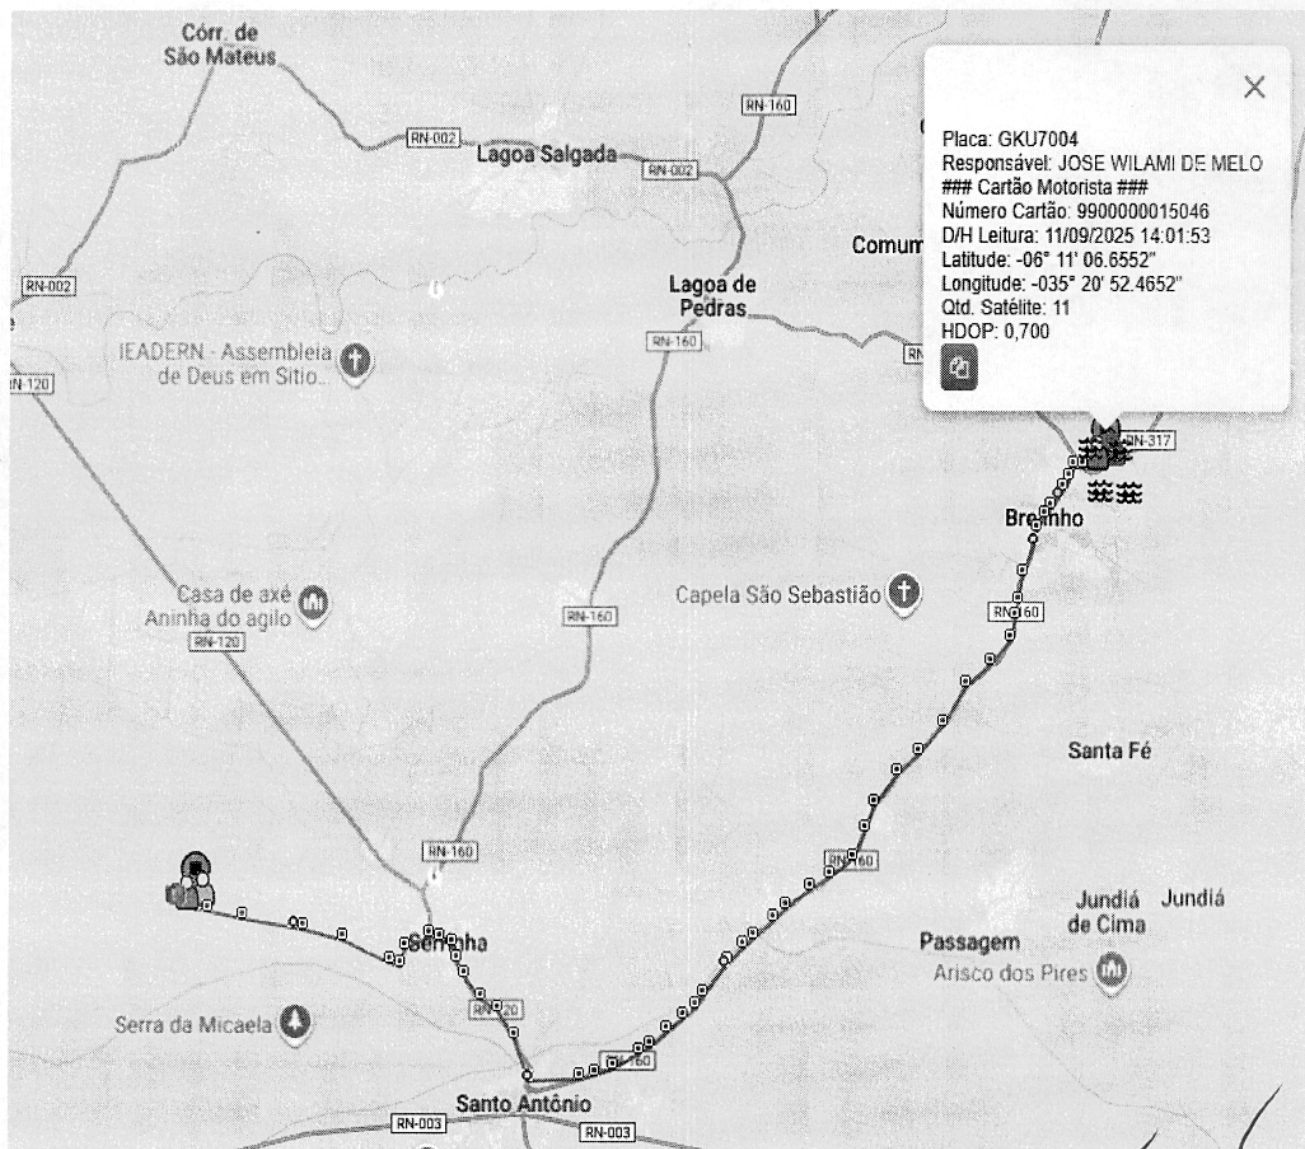 Córr. de
São Mateus
RN-160
RN-002
Lagoa Salgada
RN-002
Placa: GKU7004
Responsável: JOSE WILAMI DE MELO
### Cartão Motorista ###
Número Cartão: 9900000015046
D/H Leitura: 11/09/2025 14:01:53
Latitude: -06° 11' 06.6552"
Longitude: -035° 20' 52.4652"
Qtd. Satélite: 11
HDOP: 0,700
Comum
RN-002
Lagoa de
Pedras
RN-160
IEADERN - Assembleia
de Deus em Sitio...
RN-120
RN-317
Casa de axé
Aninha do agilo
RN-120
Capela São Sebastião
RN-160
RN-160
Santa Fé
RN-160
RN-160
Jundiá
de Cima
Jundiá
Passagem
Arisco dos Pires
Serrinha
Serra da Micaela
RN-120
RN-160
Santo Antônio
RN-003
RN-003